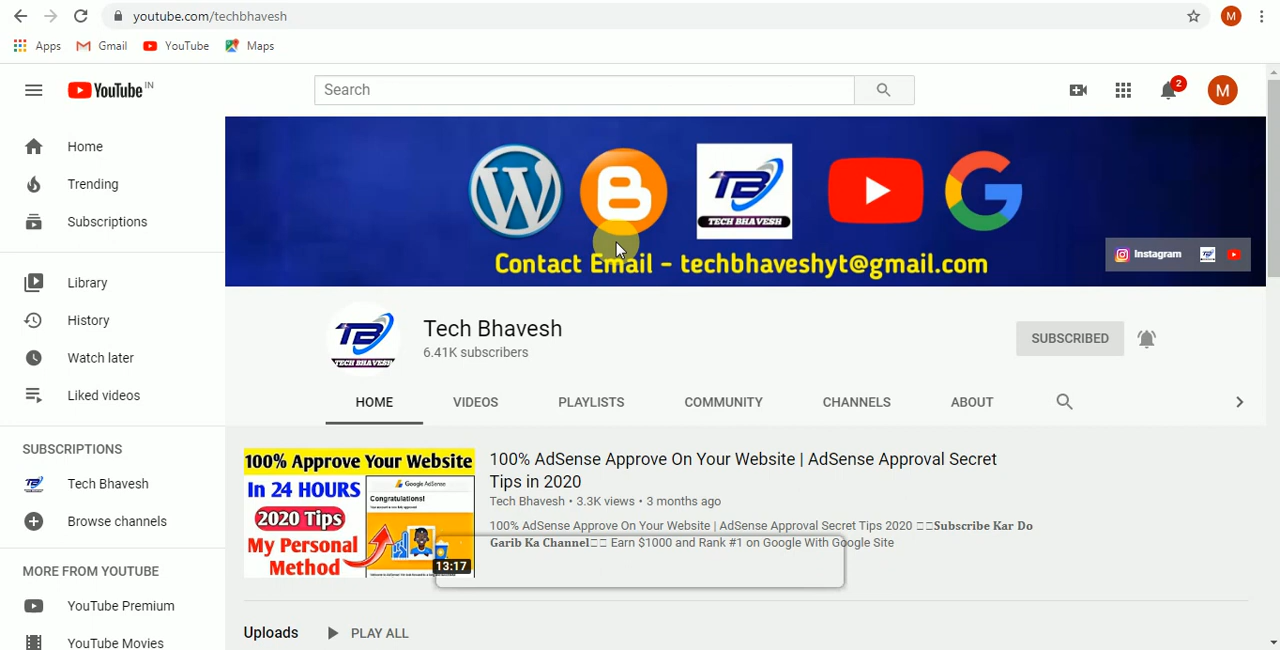 youtube.com/techbhavesh
M
Apps Gmail YouTube Maps
YouTube IN
Search
2
M
Home
Trending
Subscriptions
Library
History
Watch later
Liked videos
SUBSCRIPTIONS
Tech Bhavesh
Browse channels
MORE FROM YOUTUBE
YouTube Premium
YouTube Movies
TB
TECH BHAVESH
Contact Email - techbhaveshyt@gmail.com
Instagram
TB
TECH BHAVESH
Tech Bhavesh
6.41K subscribers
SUBSCRIBED
HOME VIDEOS PLAYLISTS COMMUNITY CHANNELS ABOUT
100% Approve Your Website
In 24 HOURS
2020 Tips
My Personal
Method
Google AdSense
Congratulations!
13:17
100% AdSense Approve On Your Website | AdSense Approval Secret
Tips in 2020
Tech Bhavesh • 3.3K views • 3 months ago
100% AdSense Approve On Your Website | AdSense Approval Secret Tips 2020 □□Subscribe Kar Do
Garib Ka Channel□□ Earn $1000 and Rank #1 on Google With Google Site
Uploads PLAY ALL